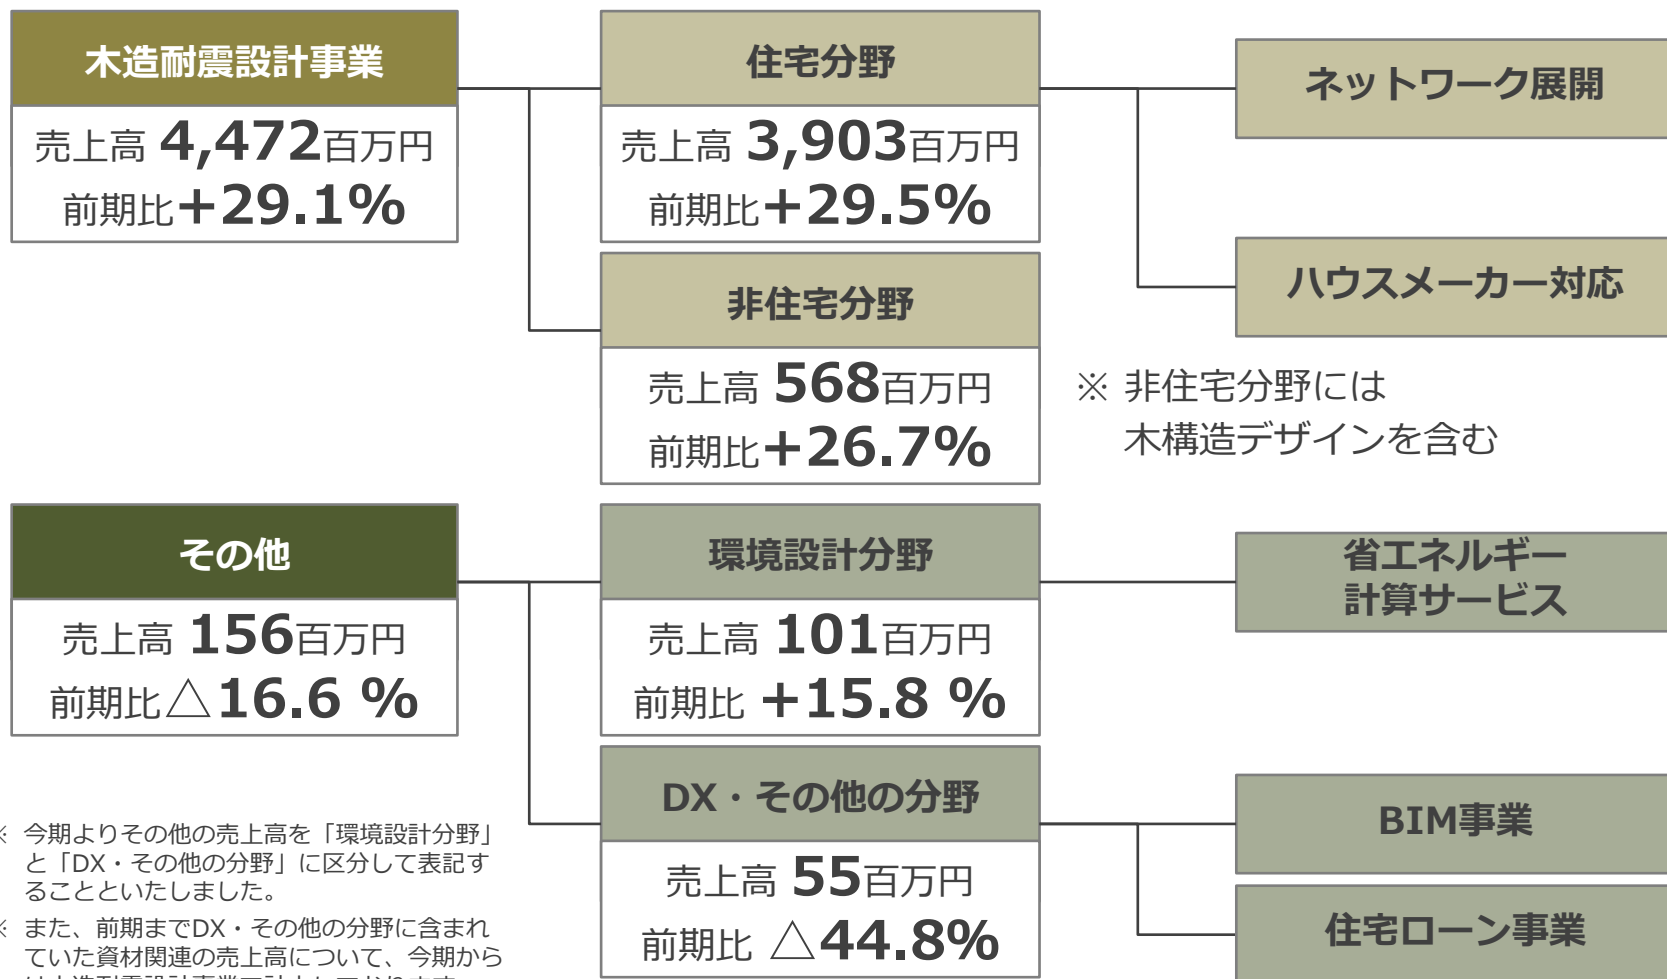 木造耐震設計事業
売上高 4,472百万円
前期比+29.1%
住宅分野
売上高 3,903百万円
前期比+29.5%
ネットワーク展開
ハウスメーカー対応
非住宅分野
売上高 568百万円
前期比+26.7%
※ 非住宅分野には
木構造デザインを含む
その他
売上高 156百万円
前期比△16.6 %
環境設計分野
売上高 101百万円
前期比 +15.8 %
省エネルギー
計算サービス
DX・その他の分野
売上高 55百万円
前期比 △44.8%
BIM事業
住宅ローン事業
※ 今期よりその他の売上高を「環境設計分野」
と「DX・その他の分野」に区分して表記す
ることといたしました。
※ また、前期までDX・その他の分野に含まれ
ていた資材関連の売上高について、今期から